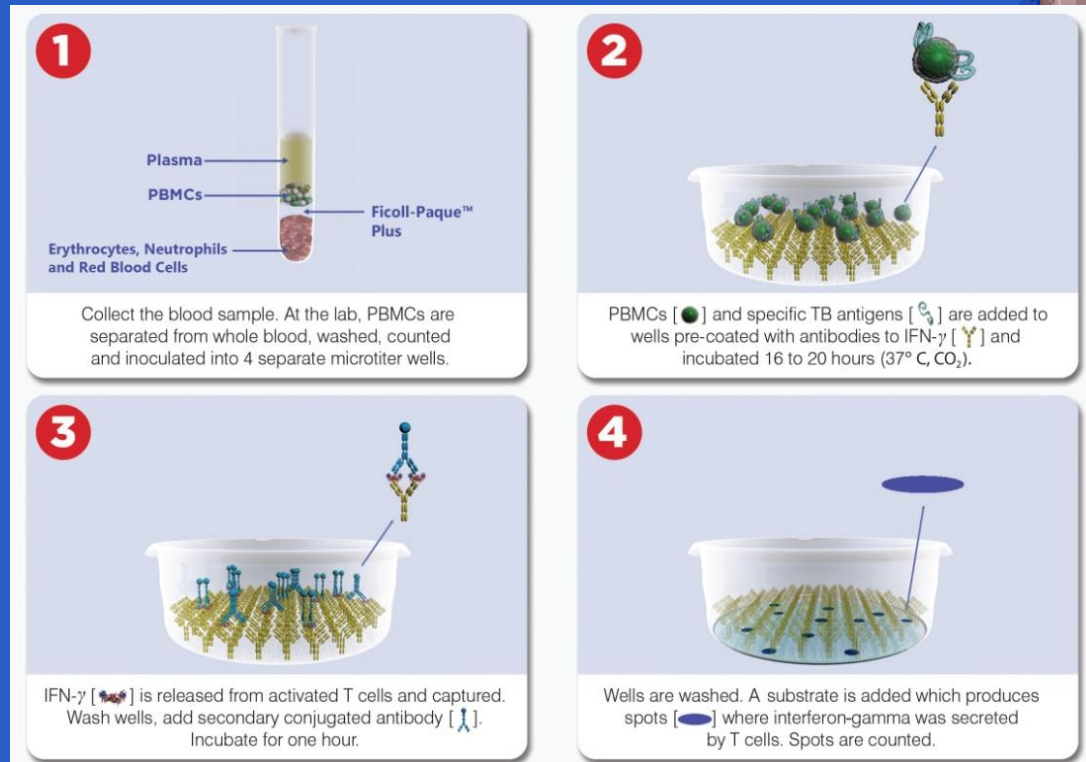 1
Plasma
PBMCs
Ficoll-Paque™
Plus
Erythrocytes, Neutrophils
and Red Blood Cells
Collect the blood sample. At the lab, PBMCs are
separated from whole blood, washed, counted
and inoculated into 4 separate microtiter wells.
2
PBMCs [ ] and specific TB antigens [ ] are added to
wells pre-coated with antibodies to IFN-γ [ ] and
incubated 16 to 20 hours (37° C, CO₂).
3
IFN-γ [ ] is released from activated T cells and captured.
Wash wells, add secondary conjugated antibody [ ].
Incubate for one hour.
4
Wells are washed. A substrate is added which produces
spots [ ] where interferon-gamma was secreted
by T cells. Spots are counted.